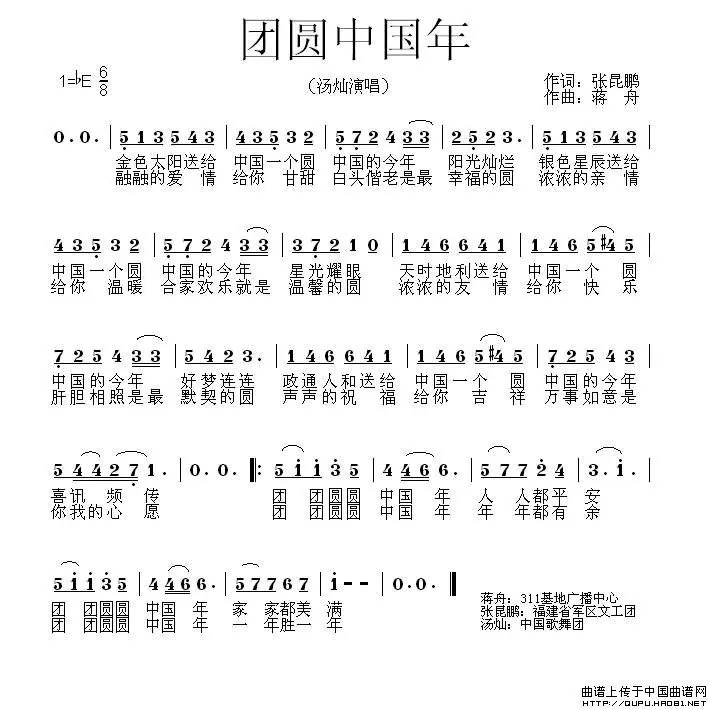 团圆中国年
1=♭E 6/8
（汤灿演唱）
作词：张昆鹏
作曲：蒋 舟
0. 0. | 5 1 3 5 4 3 | 4 3 5 3 2 | 5 7 2 4 3 3 | 2 5 2 3. | 5 1 3 5 4 3 |
金色太阳送给 中国一个圆 中国的今年 阳光灿烂 银色星辰送给
融融的爱 情 给你 甘甜 白头偕老是最 幸福的圆 浓浓的亲 情
4 3 5 3 2 | 5 7 2 4 3 3 | 3 7 2 1 0 | 1 4 6 6 4 1 | 1 4 6 5 #4 5 |
中国一个圆 中国的今年 星光耀眼 天时地利送给 中国一个 圆
给你 温暖 合家欢乐就是 温馨的圆 浓浓的友 情 给你 快 乐
7 2 5 4 3 3 | 5 4 2 3. | 1 4 6 6 4 1 | 1 4 6 5 #4 5 | 7 2 5 4 3 |
中国的今年 好梦连连 政通人和送给 中国一个 圆 中国的今年
肝胆相照是最 默契的圆 声声的祝 福 给你 吉 祥 万事如意是
5 4 4 2 7 1. | 0. 0. ‖: 5 i i 3 5 | 4 4 6 6. | 5 7 7 2 4 | 3. i. |
喜讯 频 传 团 团圆圆 中国 年 人 人都平 安
你我的心 愿 团 团圆圆 中国 年 年 年都有 余
5 i i 3 5 | 4 4 6 6. | 5 7 7 6 7 | i - - | 0. 0. ‖
团 团圆圆 中国 年 家 家都美 满
团 团圆圆 中国 年 一 年胜一 年
蒋舟：311基地广播中心
张昆鹏：福建省军区文工团
汤灿：中国歌舞团
曲谱上传于中国曲谱网
HTTP://QUPU.HAO81.NET